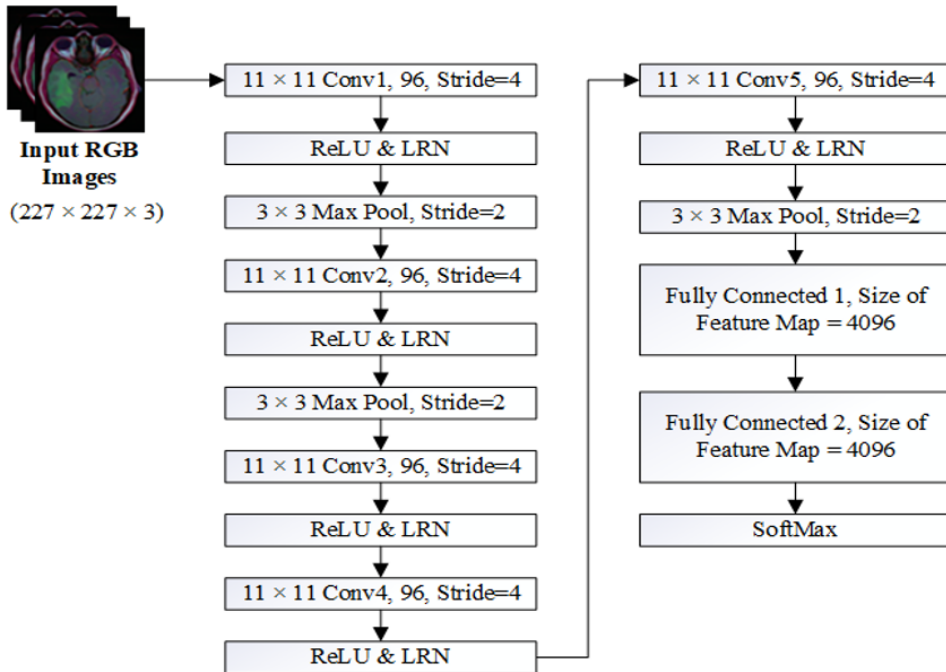 Input RGB
Images
(227 × 227 × 3)
11 × 11 Conv1, 96, Stride=4
ReLU & LRN
3 × 3 Max Pool, Stride=2
11 × 11 Conv2, 96, Stride=4
ReLU & LRN
3 × 3 Max Pool, Stride=2
11 × 11 Conv3, 96, Stride=4
ReLU & LRN
11 × 11 Conv4, 96, Stride=4
ReLU & LRN
11 × 11 Conv5, 96, Stride=4
ReLU & LRN
3 × 3 Max Pool, Stride=2
Fully Connected 1, Size of
Feature Map = 4096
Fully Connected 2, Size of
Feature Map = 4096
SoftMax